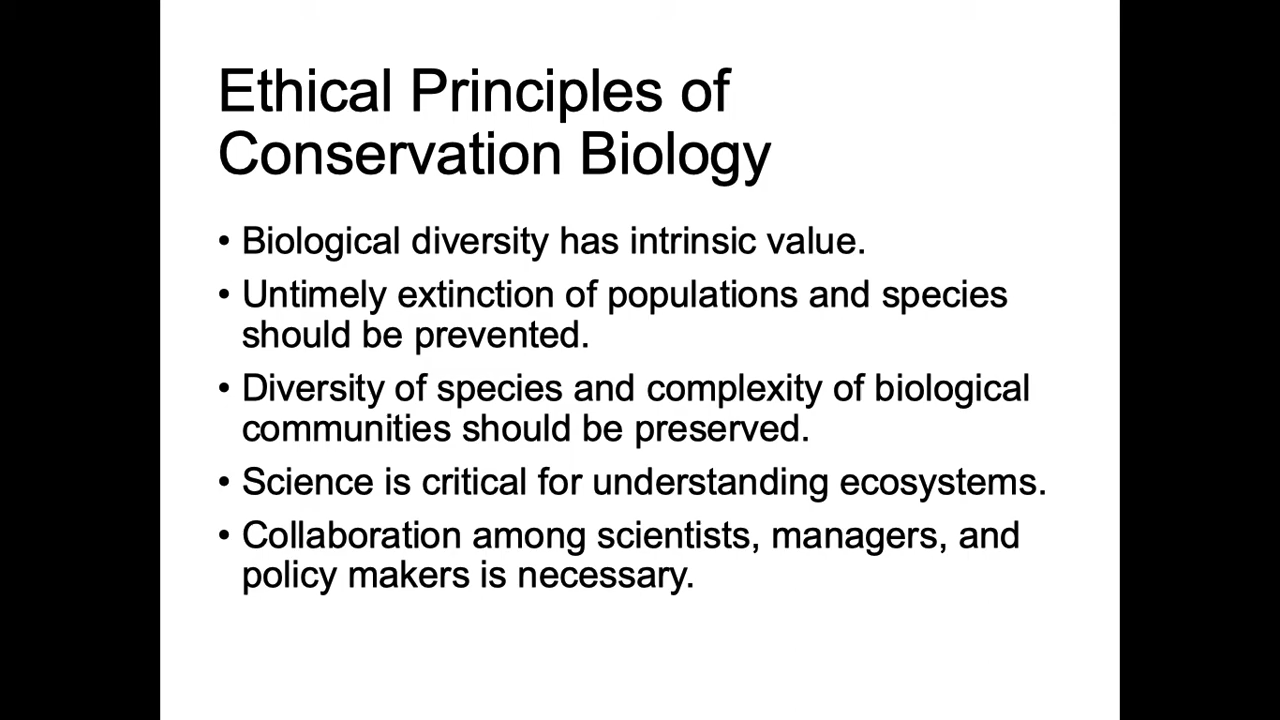 Ethical Principles of
Conservation Biology
• Biological diversity has intrinsic value.
• Untimely extinction of populations and species
should be prevented.
• Diversity of species and complexity of biological
communities should be preserved.
• Science is critical for understanding ecosystems.
• Collaboration among scientists, managers, and
policy makers is necessary.